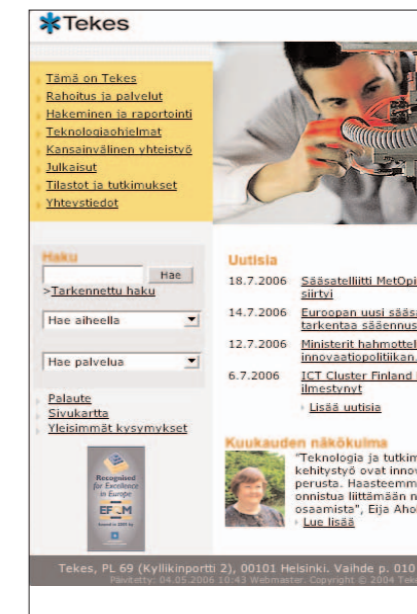 Tekes
Tämä on Tekes
Rahoitus ja palvelut
Hakeminen ja raportointi
Teknologiaohjelmat
Kansainvälinen yhteistyö
Julkaisut
Tilastot ja tutkimukset
Yhteystiedot
Haku
Hae
>Tarkennettu haku
Hae aiheella
Hae palvelua
Palaute
Sivukartta
Yleisimmät kysymykset
Recognised
for Excellence
in Europe
EFQM
Uutisia
18.7.2006 Sääsatelliitti MetOpi
siirtyi
14.7.2006 Euroopan uusi sääsa
tarkentaa sääennus
12.7.2006 Ministerit hahmottel
innovaatiopolitiikan.
6.7.2006 ICT Cluster Finland
ilmestynyt
Lisää uutisia
Kuukauden näkökulma
"Teknologia ja tutkim
kehitystyö ovat innov
perusta. Haasteemm
onnistua liittämään n
osaamista", Eija Aho
Lue lisää
Tekes, PL 69 (Kyllikinportti 2), 00101 Helsinki. Vaihde p. 010
Päivitetty: 04.05.2006 10:43 Webmaster. Copyright © 2004 Teke